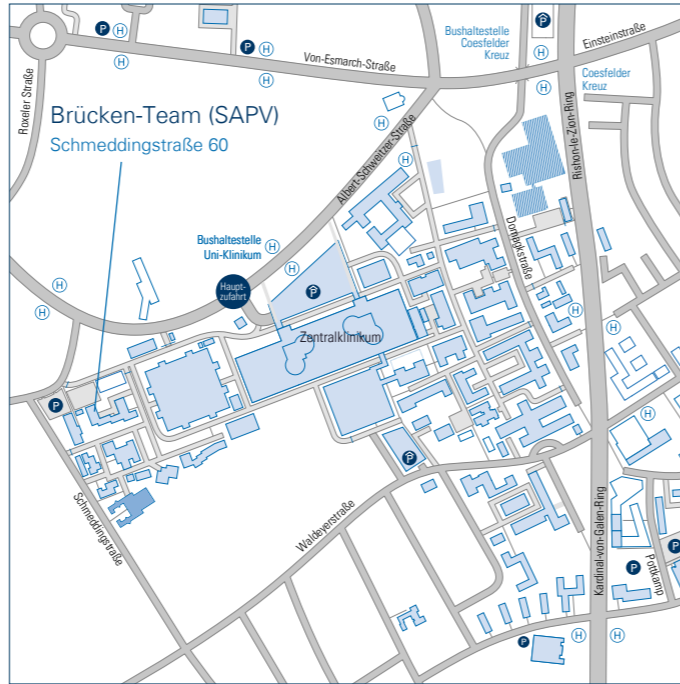 P
H
P
H
H
H
Von-Esmarch-Straße
Bushaltestelle
Coesfelder
Kreuz
P
H
H
Einsteinstraße
Coesfelder
Kreuz
Roxeler Straße
Brücken-Team (SAPV)
Schmeddingstraße 60
H
H
Albert-Schweitzer-Straße
Rishon-le-Zion-Ring
P
Domagkstraße
Bushaltestelle
Uni-Klinikum
H
H
H
H
Haupt-
zufahrt
P
Zentralklinikum
H
H
P
H
P
Schmeddingstraße
Waldeyerstraße
Kardinal-von-Galen-Ring
P
P
Pottkamp
P
H
H